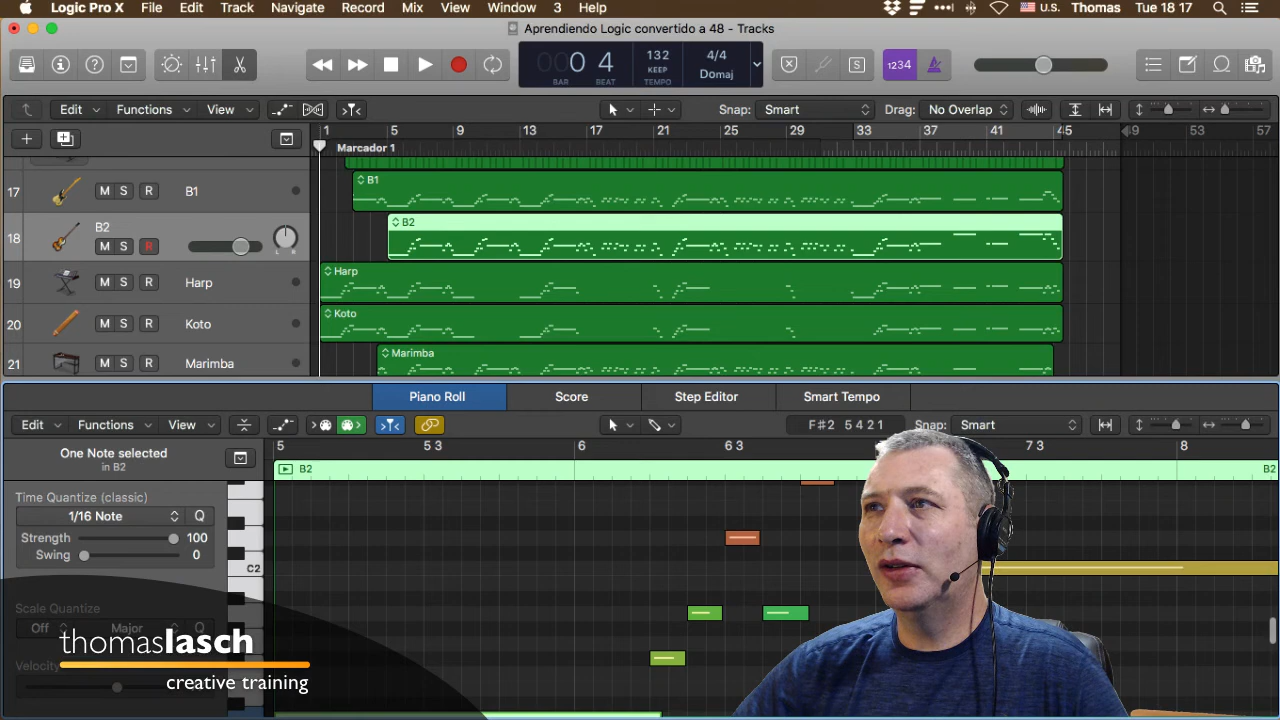 Logic Pro X File Edit Track Navigate Record Mix View Window 3 Help U.S. Thomas Tue 18 17
Aprendiendo Logic convertido a 48 - Tracks
0 4 132 4/4
KEEP Domaj
BAR BEAT TEMPO
1234
S
Edit Functions View Snap: Smart Drag: No Overlap
1 5 9 13 17 21 25 29 33 37 41 45 49 53 57
Marcador 1
17 M S R B1 B1
18 B2 M S R L R B2
19 M S R Harp Harp
20 M S R Koto Koto
21 M S R Marimba Marimba
Piano Roll Score Step Editor Smart Tempo
Edit Functions View F#2 5 4 2 1 Snap: Smart
5 5 3 6 6 3 7 3 8
One Note selected
in B2
B2 B2
Time Quantize (classic)
1/16 Note Q
Strength 100
Swing 0
C2
Scale Quantize
Off Major Q
Velocity
thomaslasch
creative training